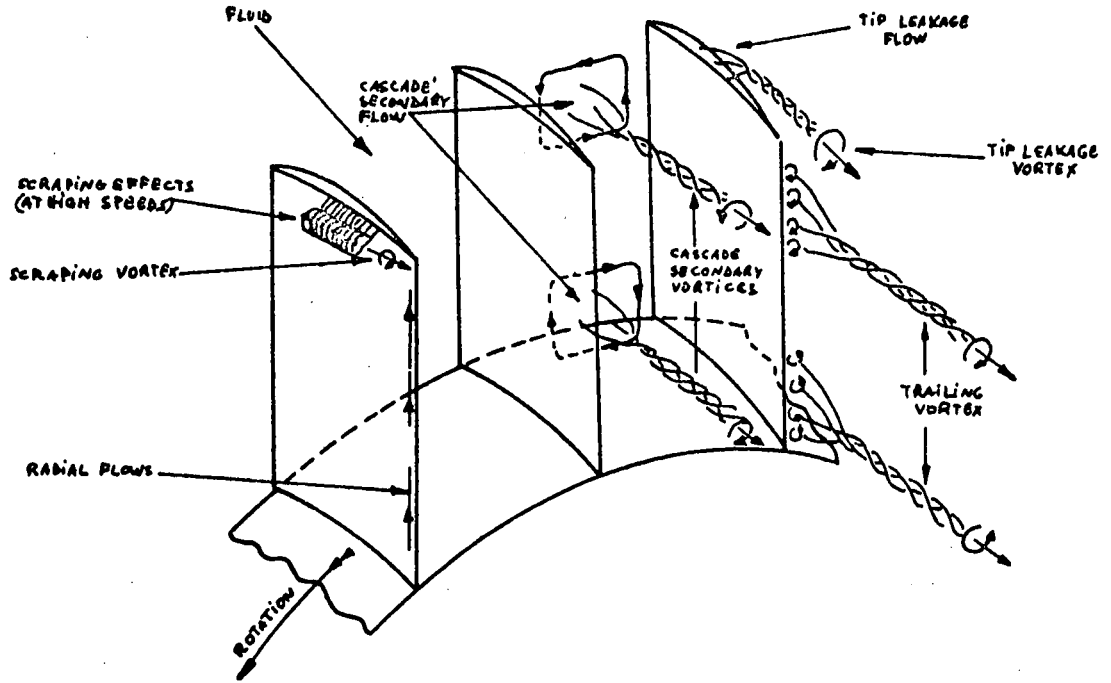 FLUID
TIP LEAKAGE
FLOW
CASCADE'
SECONDARY
FLOW
TIP LEAKAGE
VORTEX
SCRAPING EFFECTS
(AT HIGH SPEEDS)
SCRAPING VORTEX
CASCADE
SECONDARY
VORTICES
TRAILING
VORTEX
RADIAL FLOWS
ROTATION